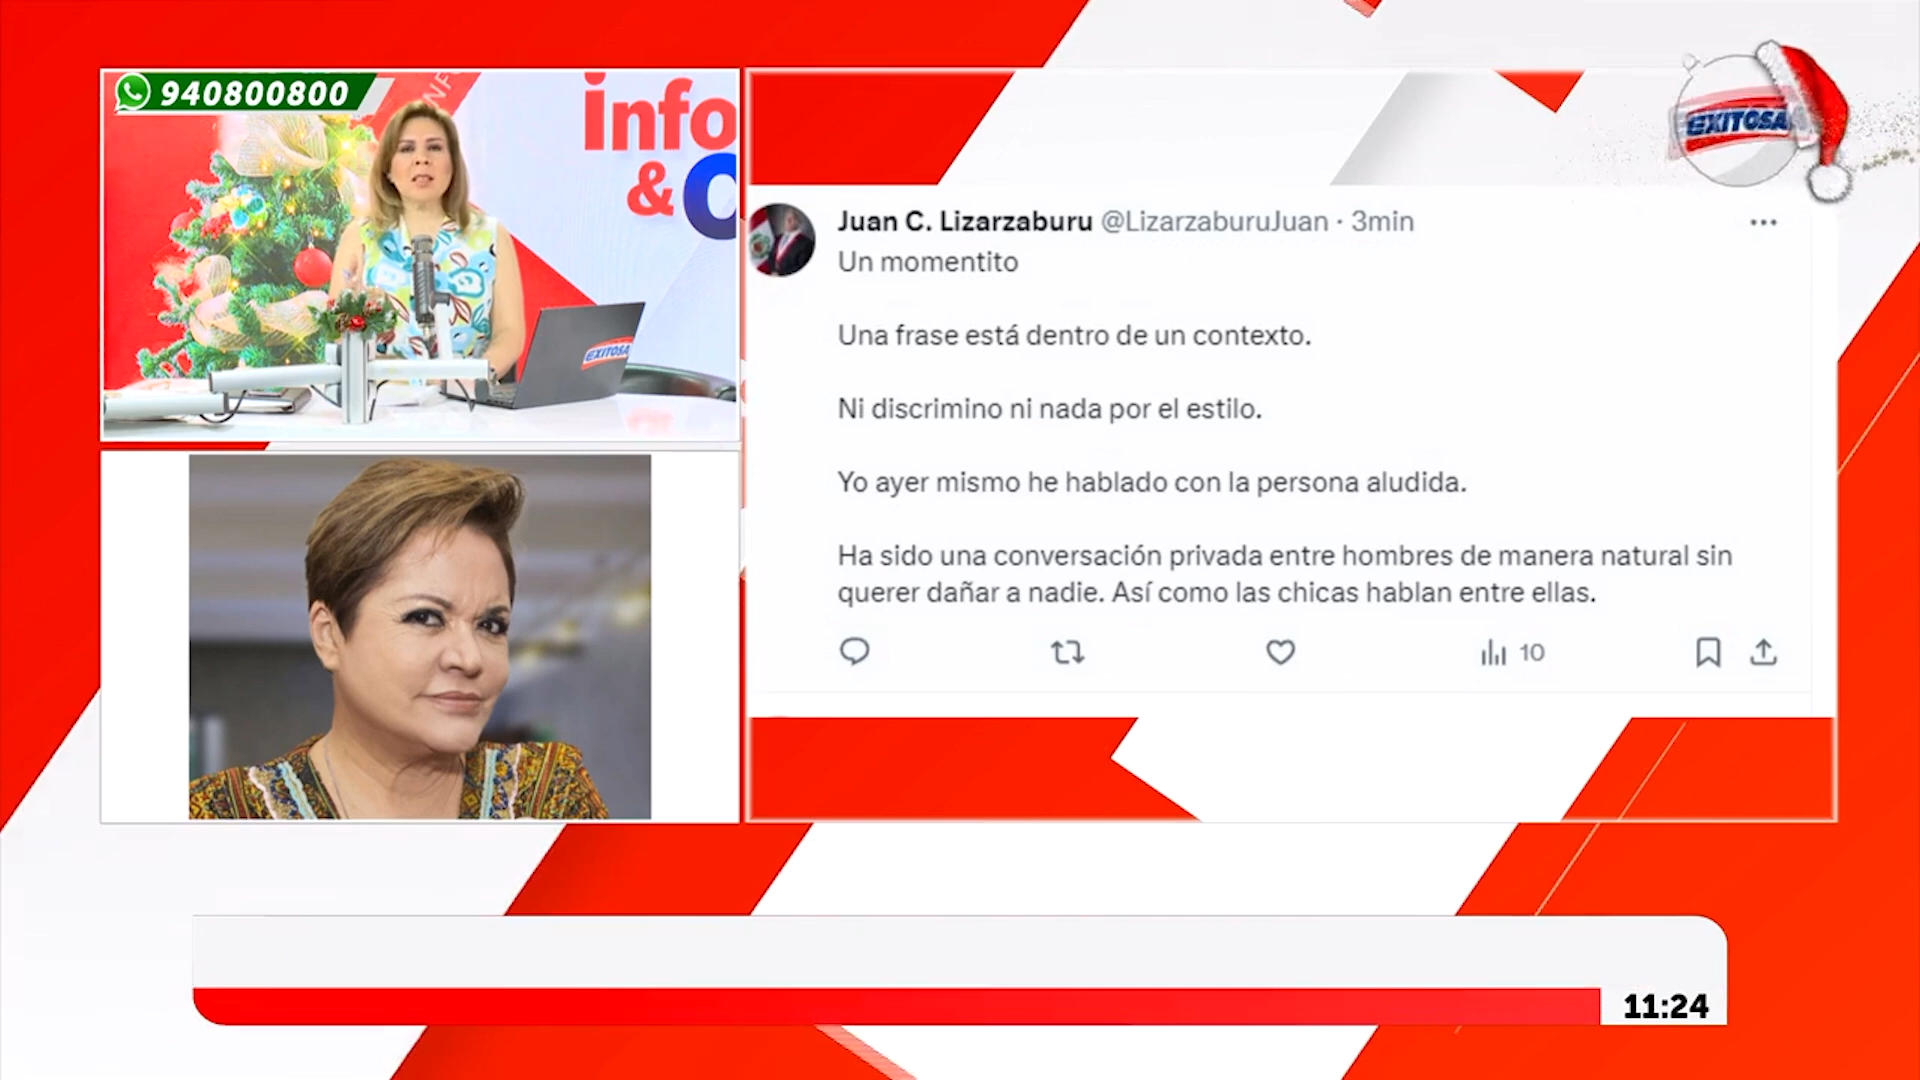 940800800
INFO
info
&
EXITOSA
EXITOSA
Juan C. Lizarzaburu @LizarzaburuJuan · 3min
Un momentito
Una frase está dentro de un contexto.
Ni discrimino ni nada por el estilo.
Yo ayer mismo he hablado con la persona aludida.
Ha sido una conversación privada entre hombres de manera natural sin
querer dañar a nadie. Así como las chicas hablan entre ellas.
10
11:24